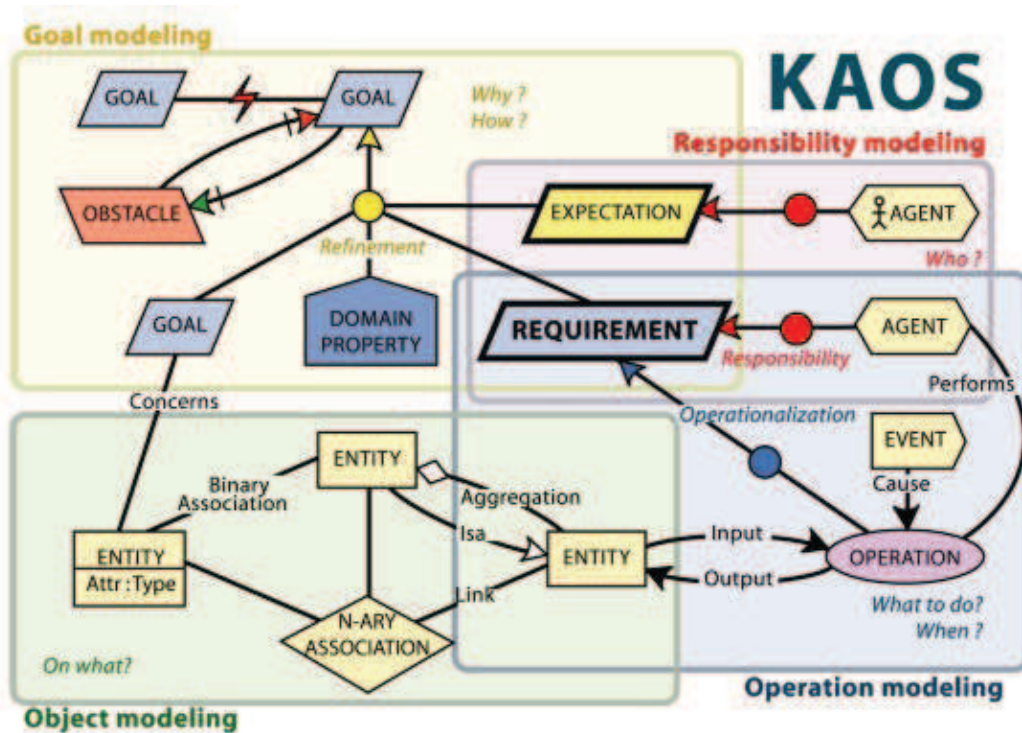 Goal modeling
KAOS
GOAL
GOAL
Why ?
How ?
Responsibility modeling
OBSTACLE
EXPECTATION
AGENT
Refinement
Who ?
GOAL
DOMAIN
PROPERTY
REQUIREMENT
AGENT
Responsibility
Performs
Concerns
Operationalization
EVENT
Cause
ENTITY
Binary
Association
Aggregation
Isa
Input
ENTITY
Attr : Type
ENTITY
OPERATION
Output
Link
N-ARY
ASSOCIATION
What to do?
When ?
On what?
Operation modeling
Object modeling